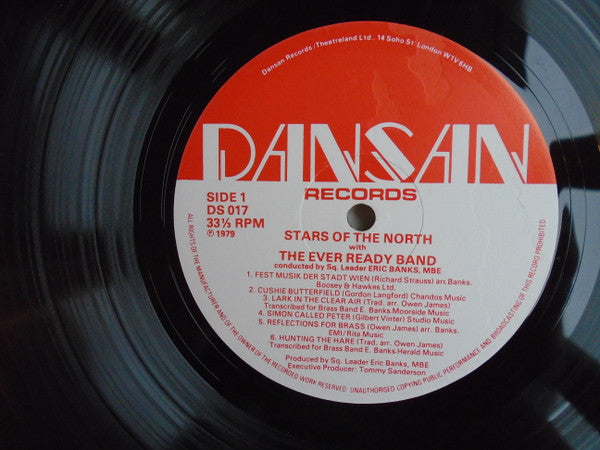 Dansan Records/Theatreland Ltd., 14 Soho St. London W1V 6HB
DANSAN
RECORDS
SIDE 1
DS 017
33⅓ RPM
℗ 1979
STARS OF THE NORTH
with
THE EVER READY BAND
conducted by Sq. Leader ERIC BANKS, MBE
1. FEST MUSIK DER STADT WIEN (Richard Strauss) arr. Banks.
Boosey & Hawkes Ltd.
2. CUSHIE BUTTERFIELD (Gordon Langford) Chandos Music
3. LARK IN THE CLEAR AIR (Trad. arr. Owen James)
Transcribed for Brass Band E. Banks. Moorside Music
4. SIMON CALLED PETER (Gilbert Vinter) Studio Music
5. REFLECTIONS FOR BRASS (Owen James) arr. Banks.
EMI/Rita Music
6. HUNTING THE HARE (Trad. arr. Owen James)
Transcribed for Brass Band E. Banks. Herald Music
Produced by Sq. Leader Eric Banks, MBE
Executive Producer: Tommy Sanderson
ALL RIGHTS OF THE MANUFACTURER AND OF THE OWNER OF THE RECORDED WORK RESERVED. UNAUTHORISED COPYING PUBLIC PERFORMANCE AND BROADCASTING OF THIS RECORD PROHIBITED.